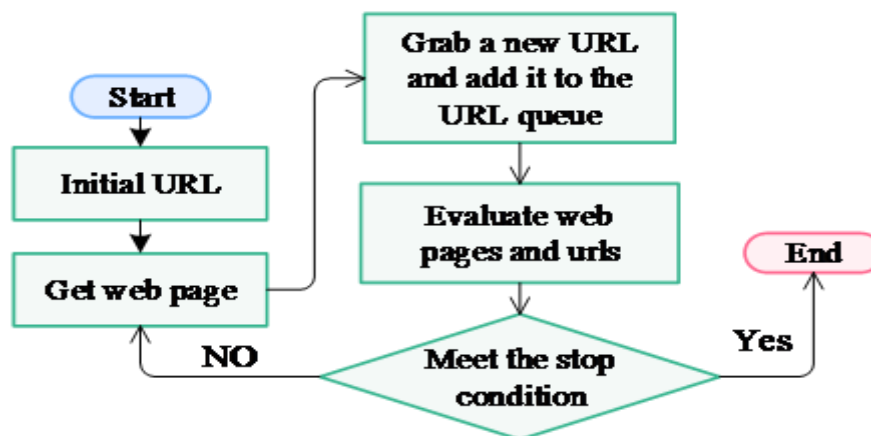 Start
Initial URL
Get web page
Grab a new URL
and add it to the
URL queue
Evaluate web
pages and urls
Meet the stop
condition
NO
Yes
End